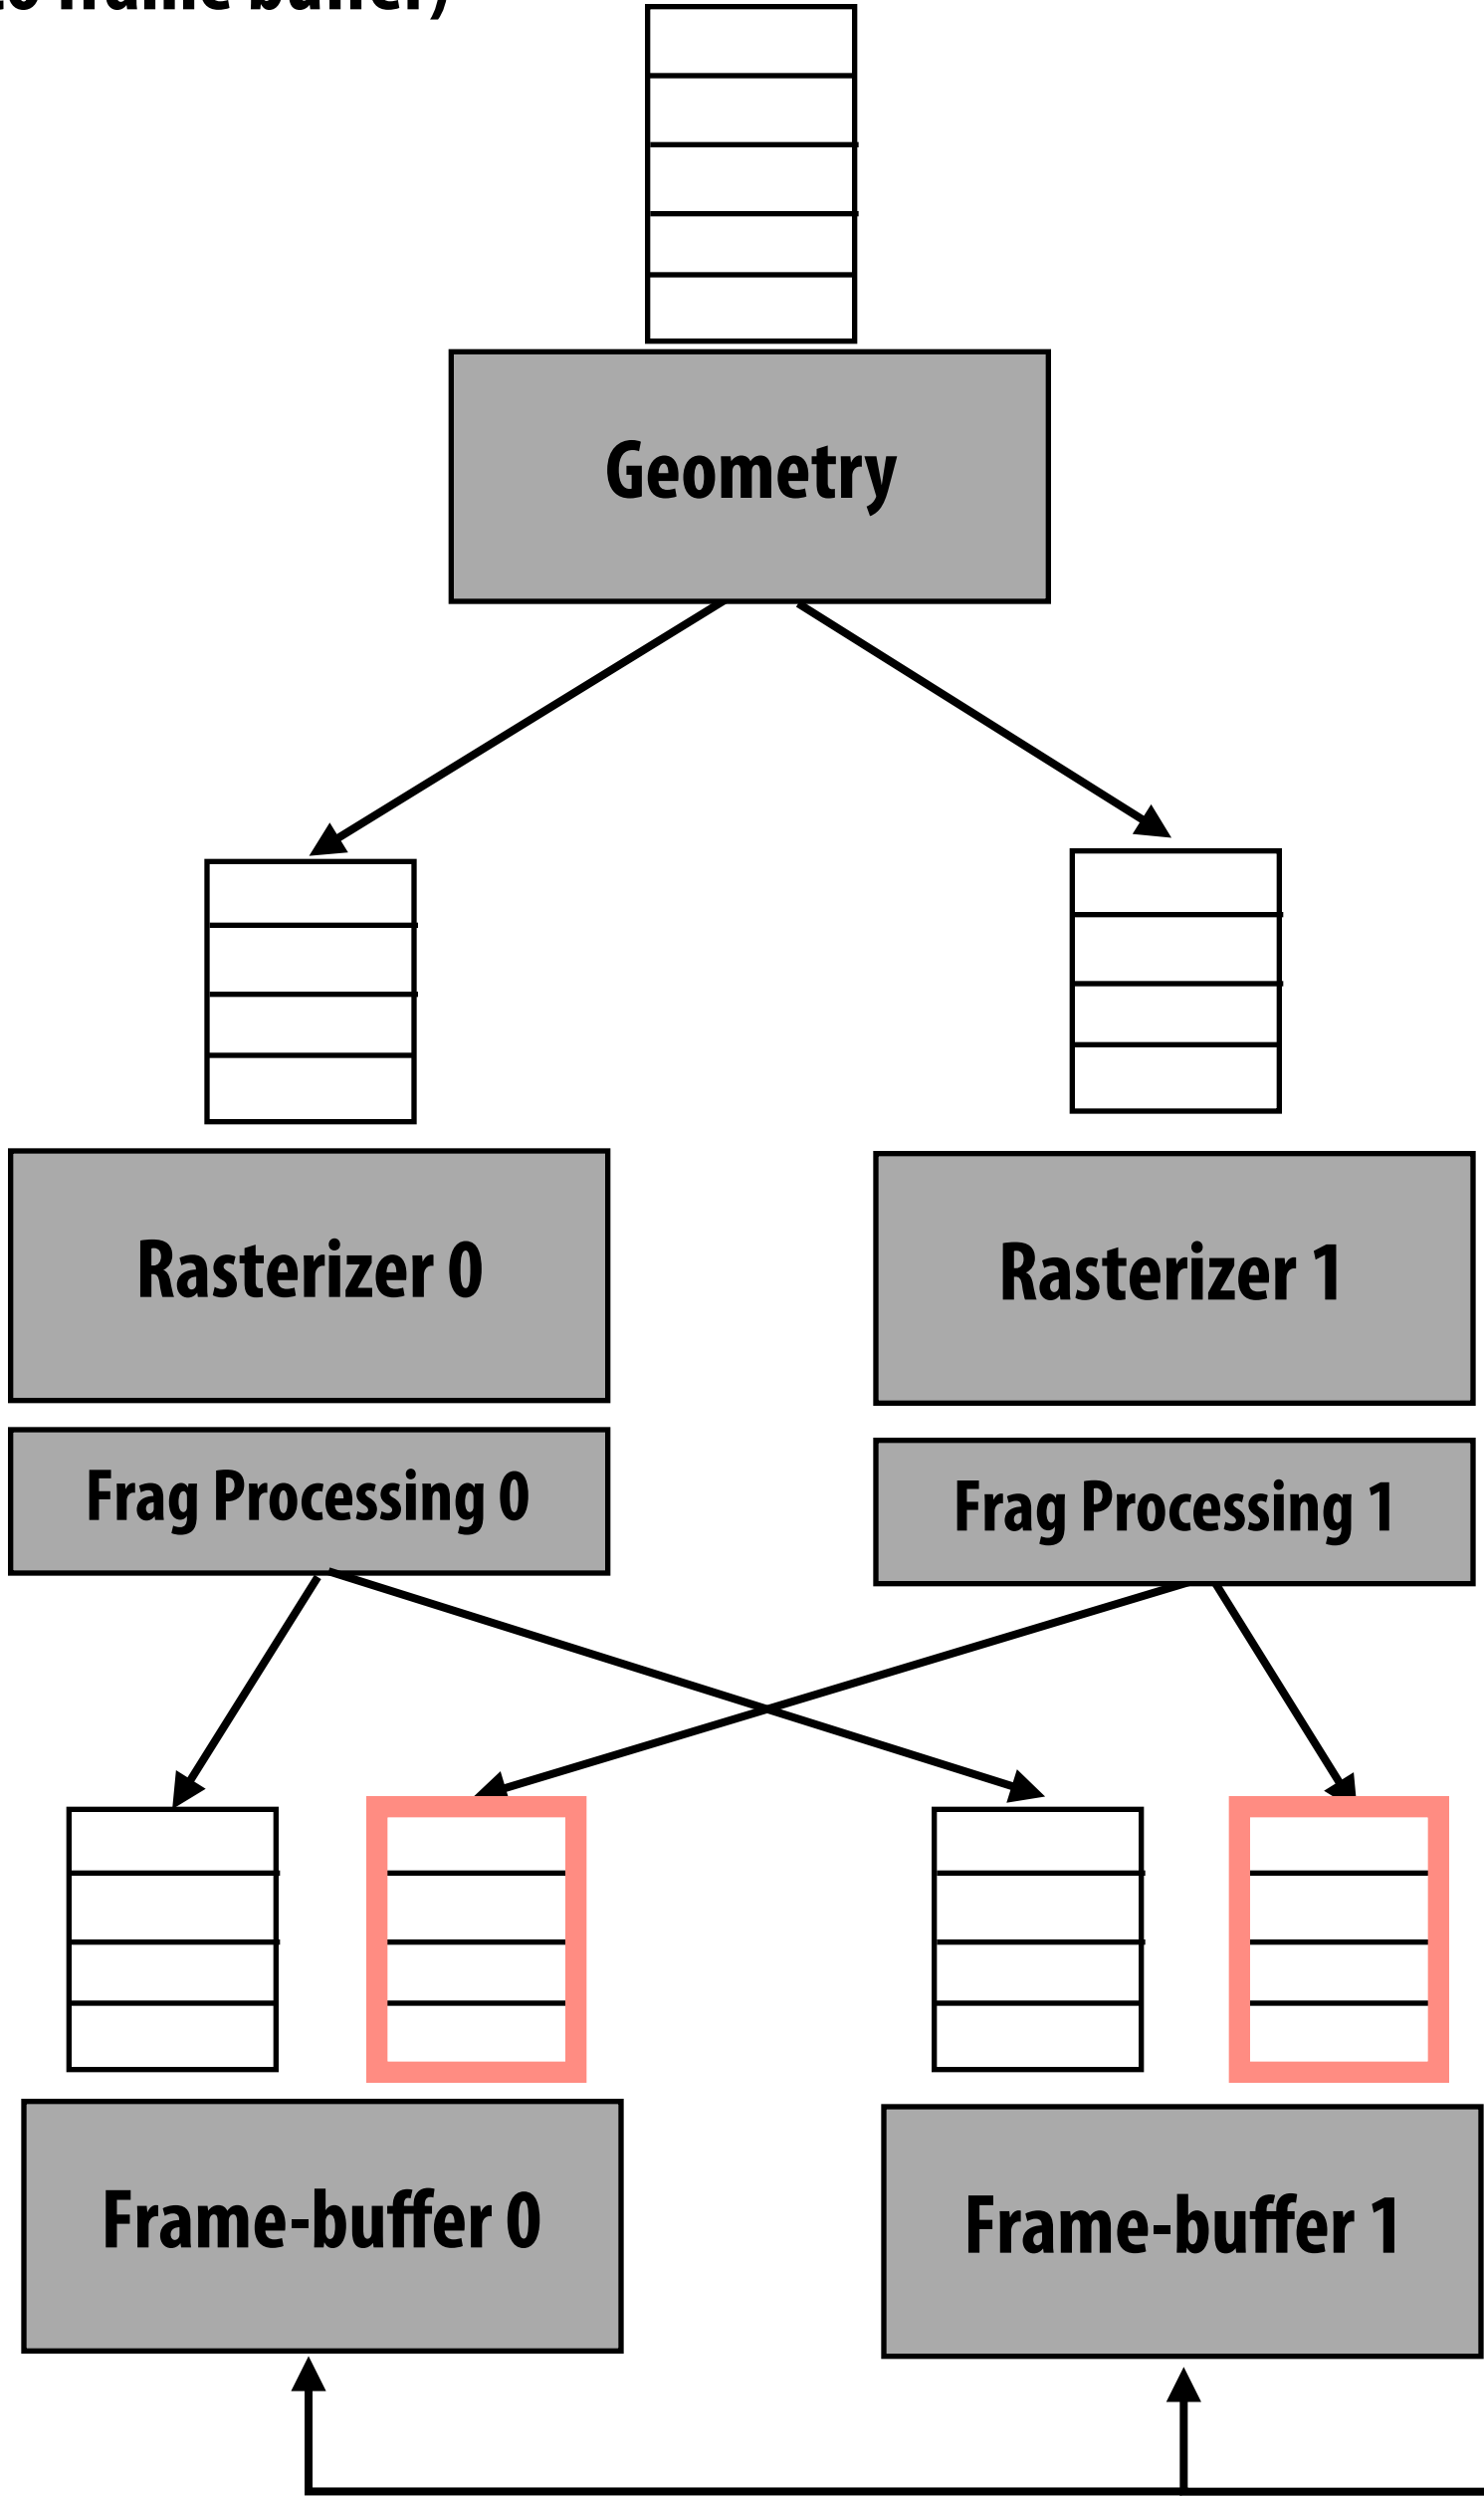 Geometry
Rasterizer 0
Rasterizer 1
Frag Processing 0
Frag Processing 1
Frame-buffer 0
Frame-buffer 1